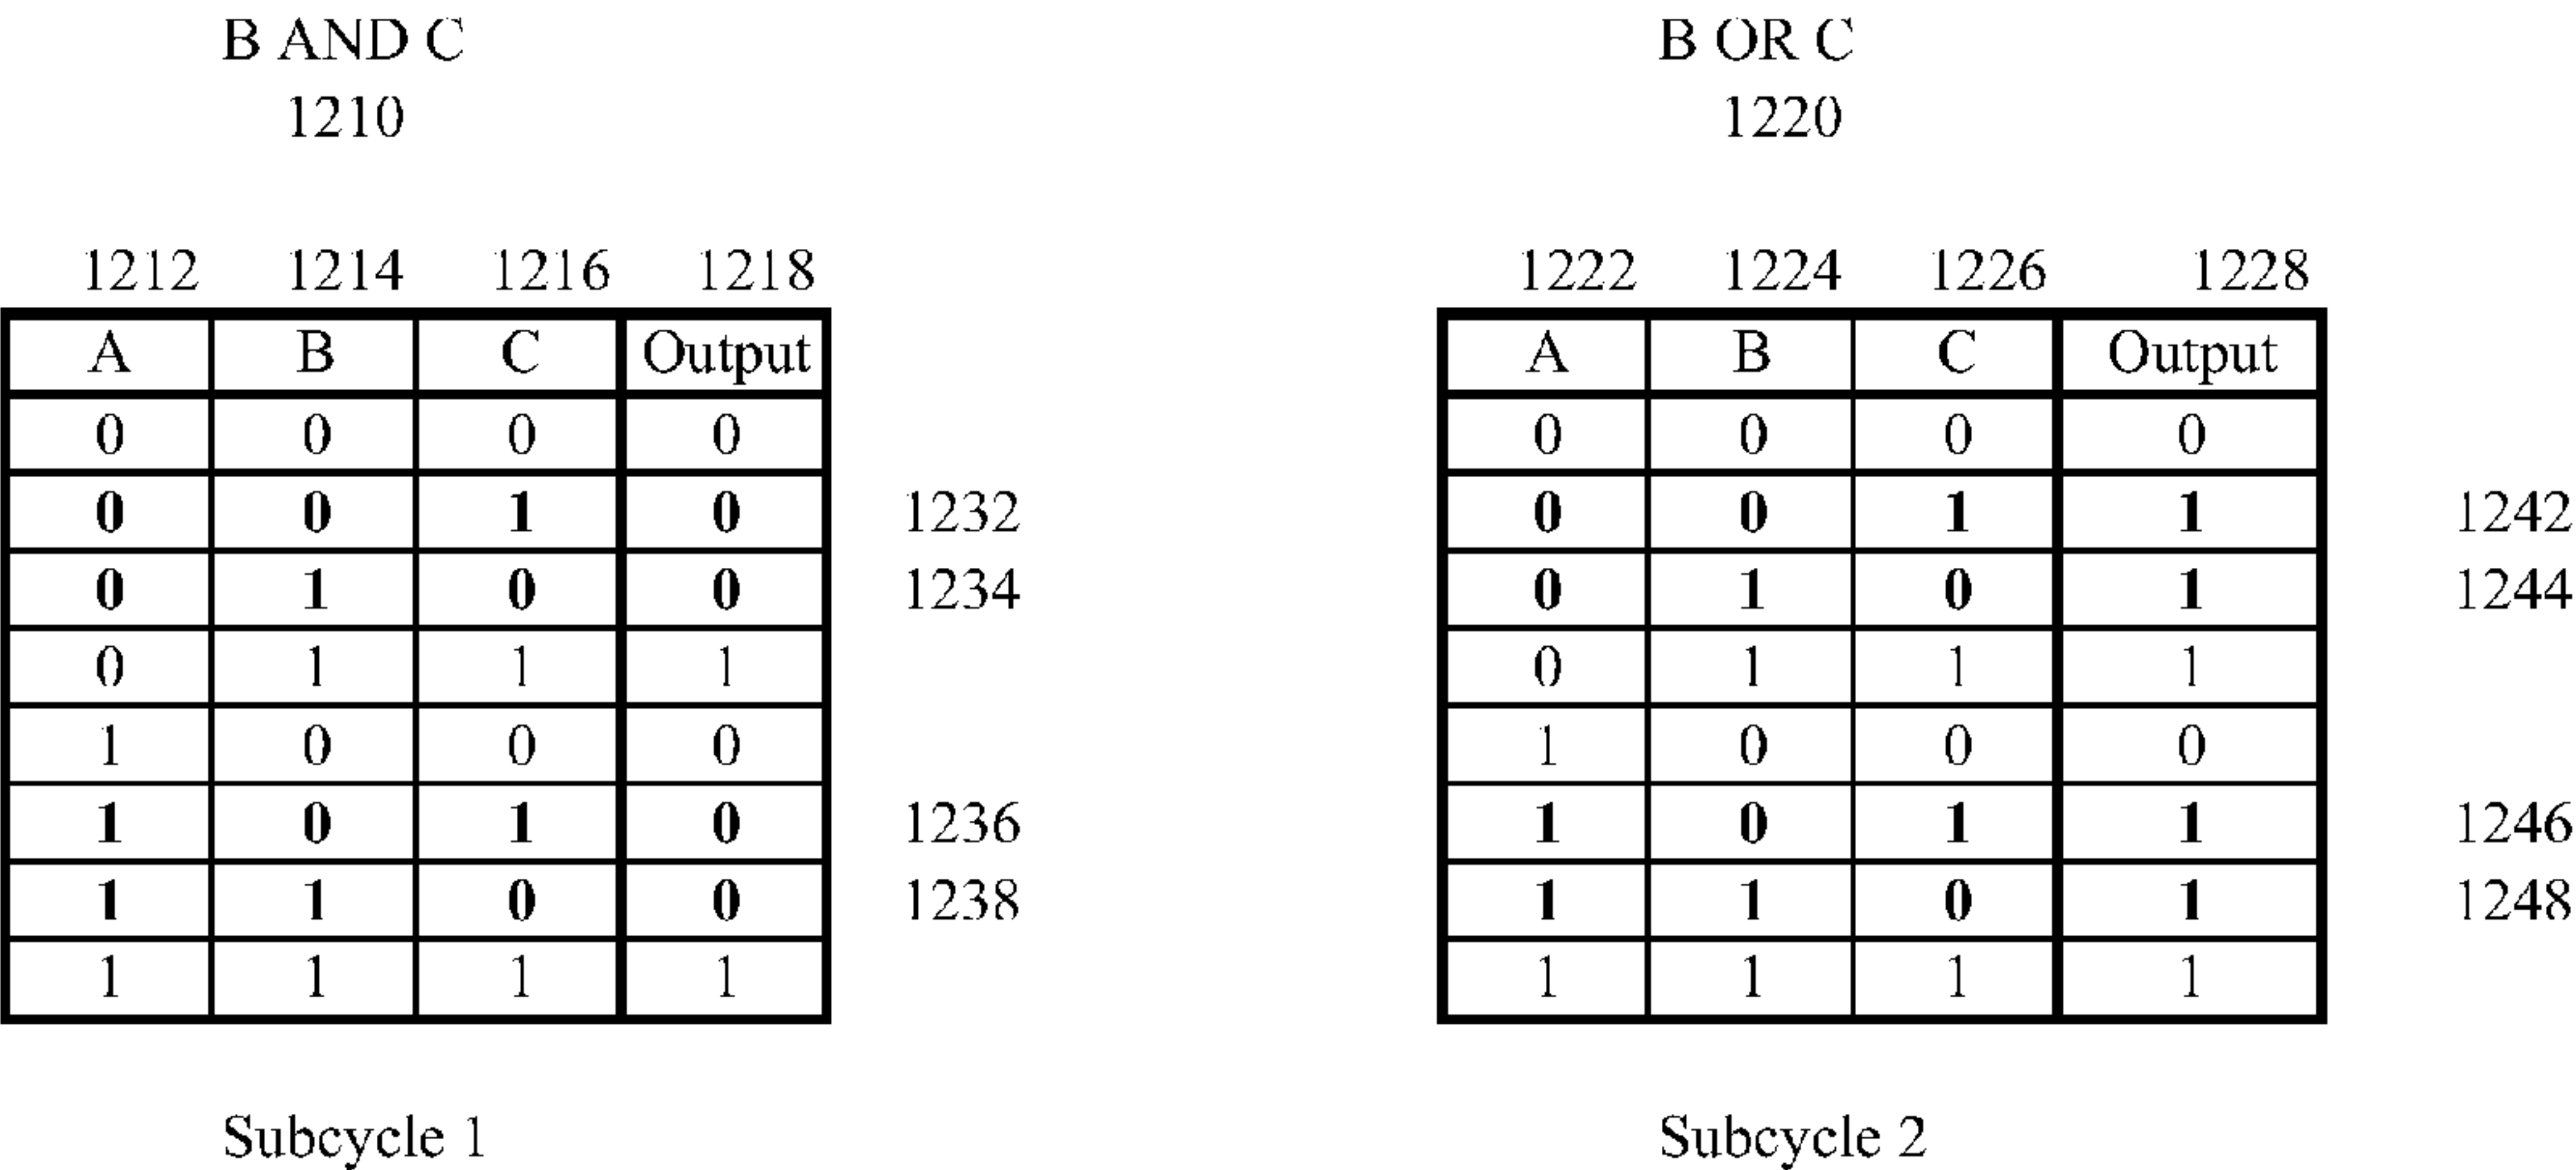 B AND C B OR C
1210 1220
1212 1214 1216 1218 1222 1224 1226 1228
A B C Output A B C Output
0 0 0 0 0 0 0 0
0 0 1 0 1232 0 0 1 1 1242
0 1 0 0 1234 0 1 0 1 1244
0 1 1 1 0 1 1 1
1 0 0 0 1 0 0 0
1 0 1 0 1236 1 0 1 1 1246
1 1 0 0 1238 1 1 0 1 1248
1 1 1 1 1 1 1 1
Subcycle 1 Subcycle 2